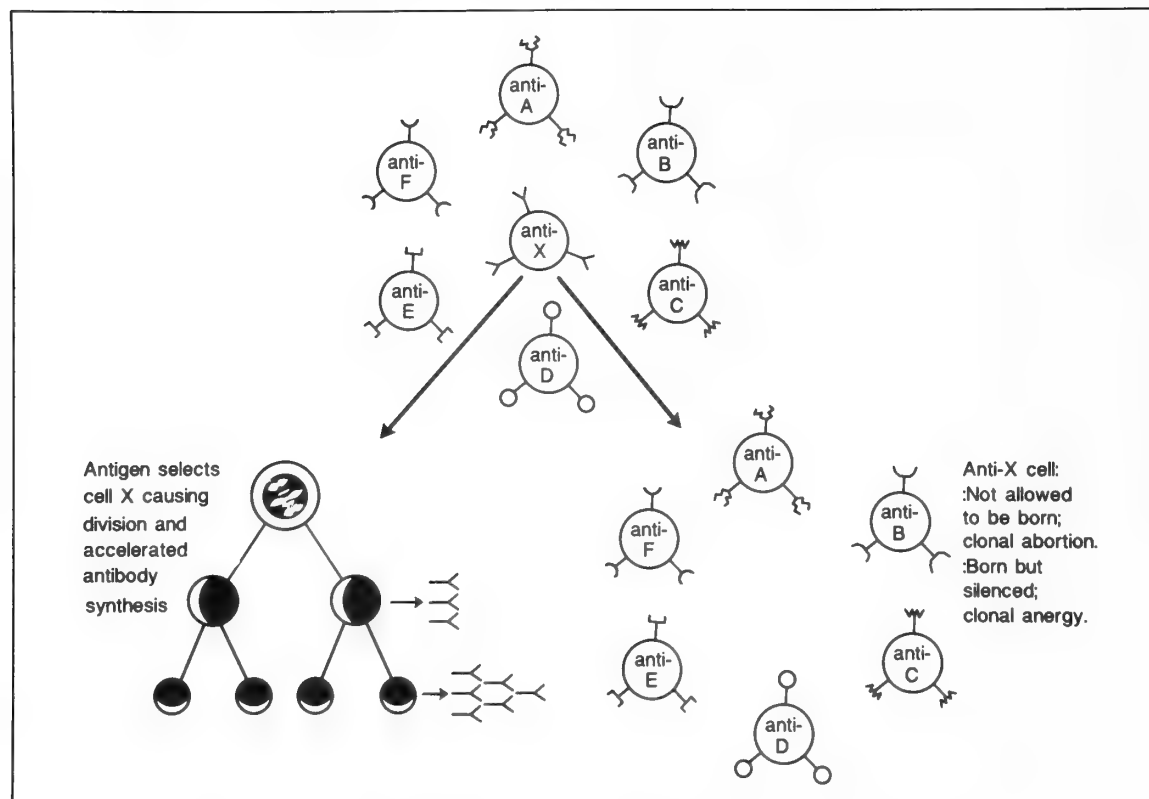 anti-
A
anti-
B
anti-
F
anti-
X
anti-
C
anti-
E
anti-
D
Antigen selects
cell X causing
division and
accelerated
antibody
synthesis
anti-
A
anti-
B
anti-
F
anti-
E
anti-
C
anti-
D
Anti-X cell:
:Not allowed
to be born;
clonal abortion.
:Born but
silenced;
clonal anergy.